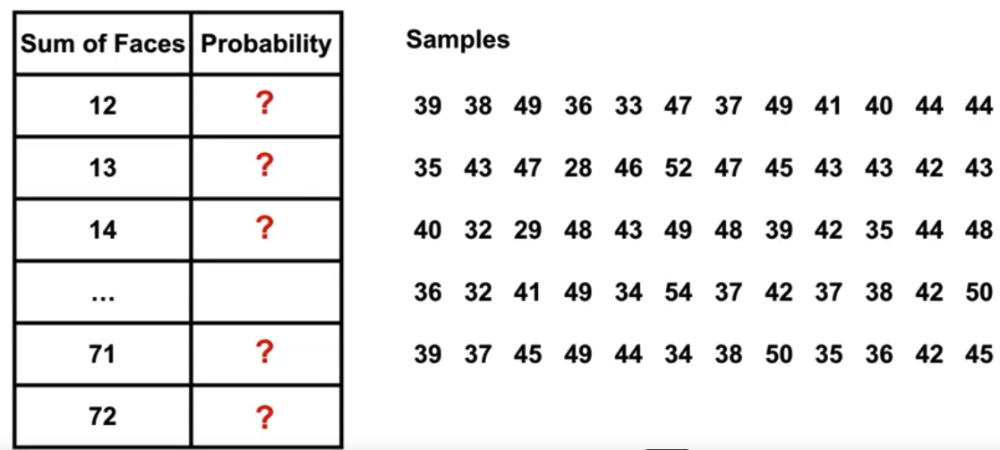 Sum of Faces Probability
12 ?
13 ?
14 ?
...
71 ?
72 ?
Samples
39 38 49 36 33 47 37 49 41 40 44 44
35 43 47 28 46 52 47 45 43 43 42 43
40 32 29 48 43 49 48 39 42 35 44 48
36 32 41 49 34 54 37 42 37 38 42 50
39 37 45 49 44 34 38 50 35 36 42 45